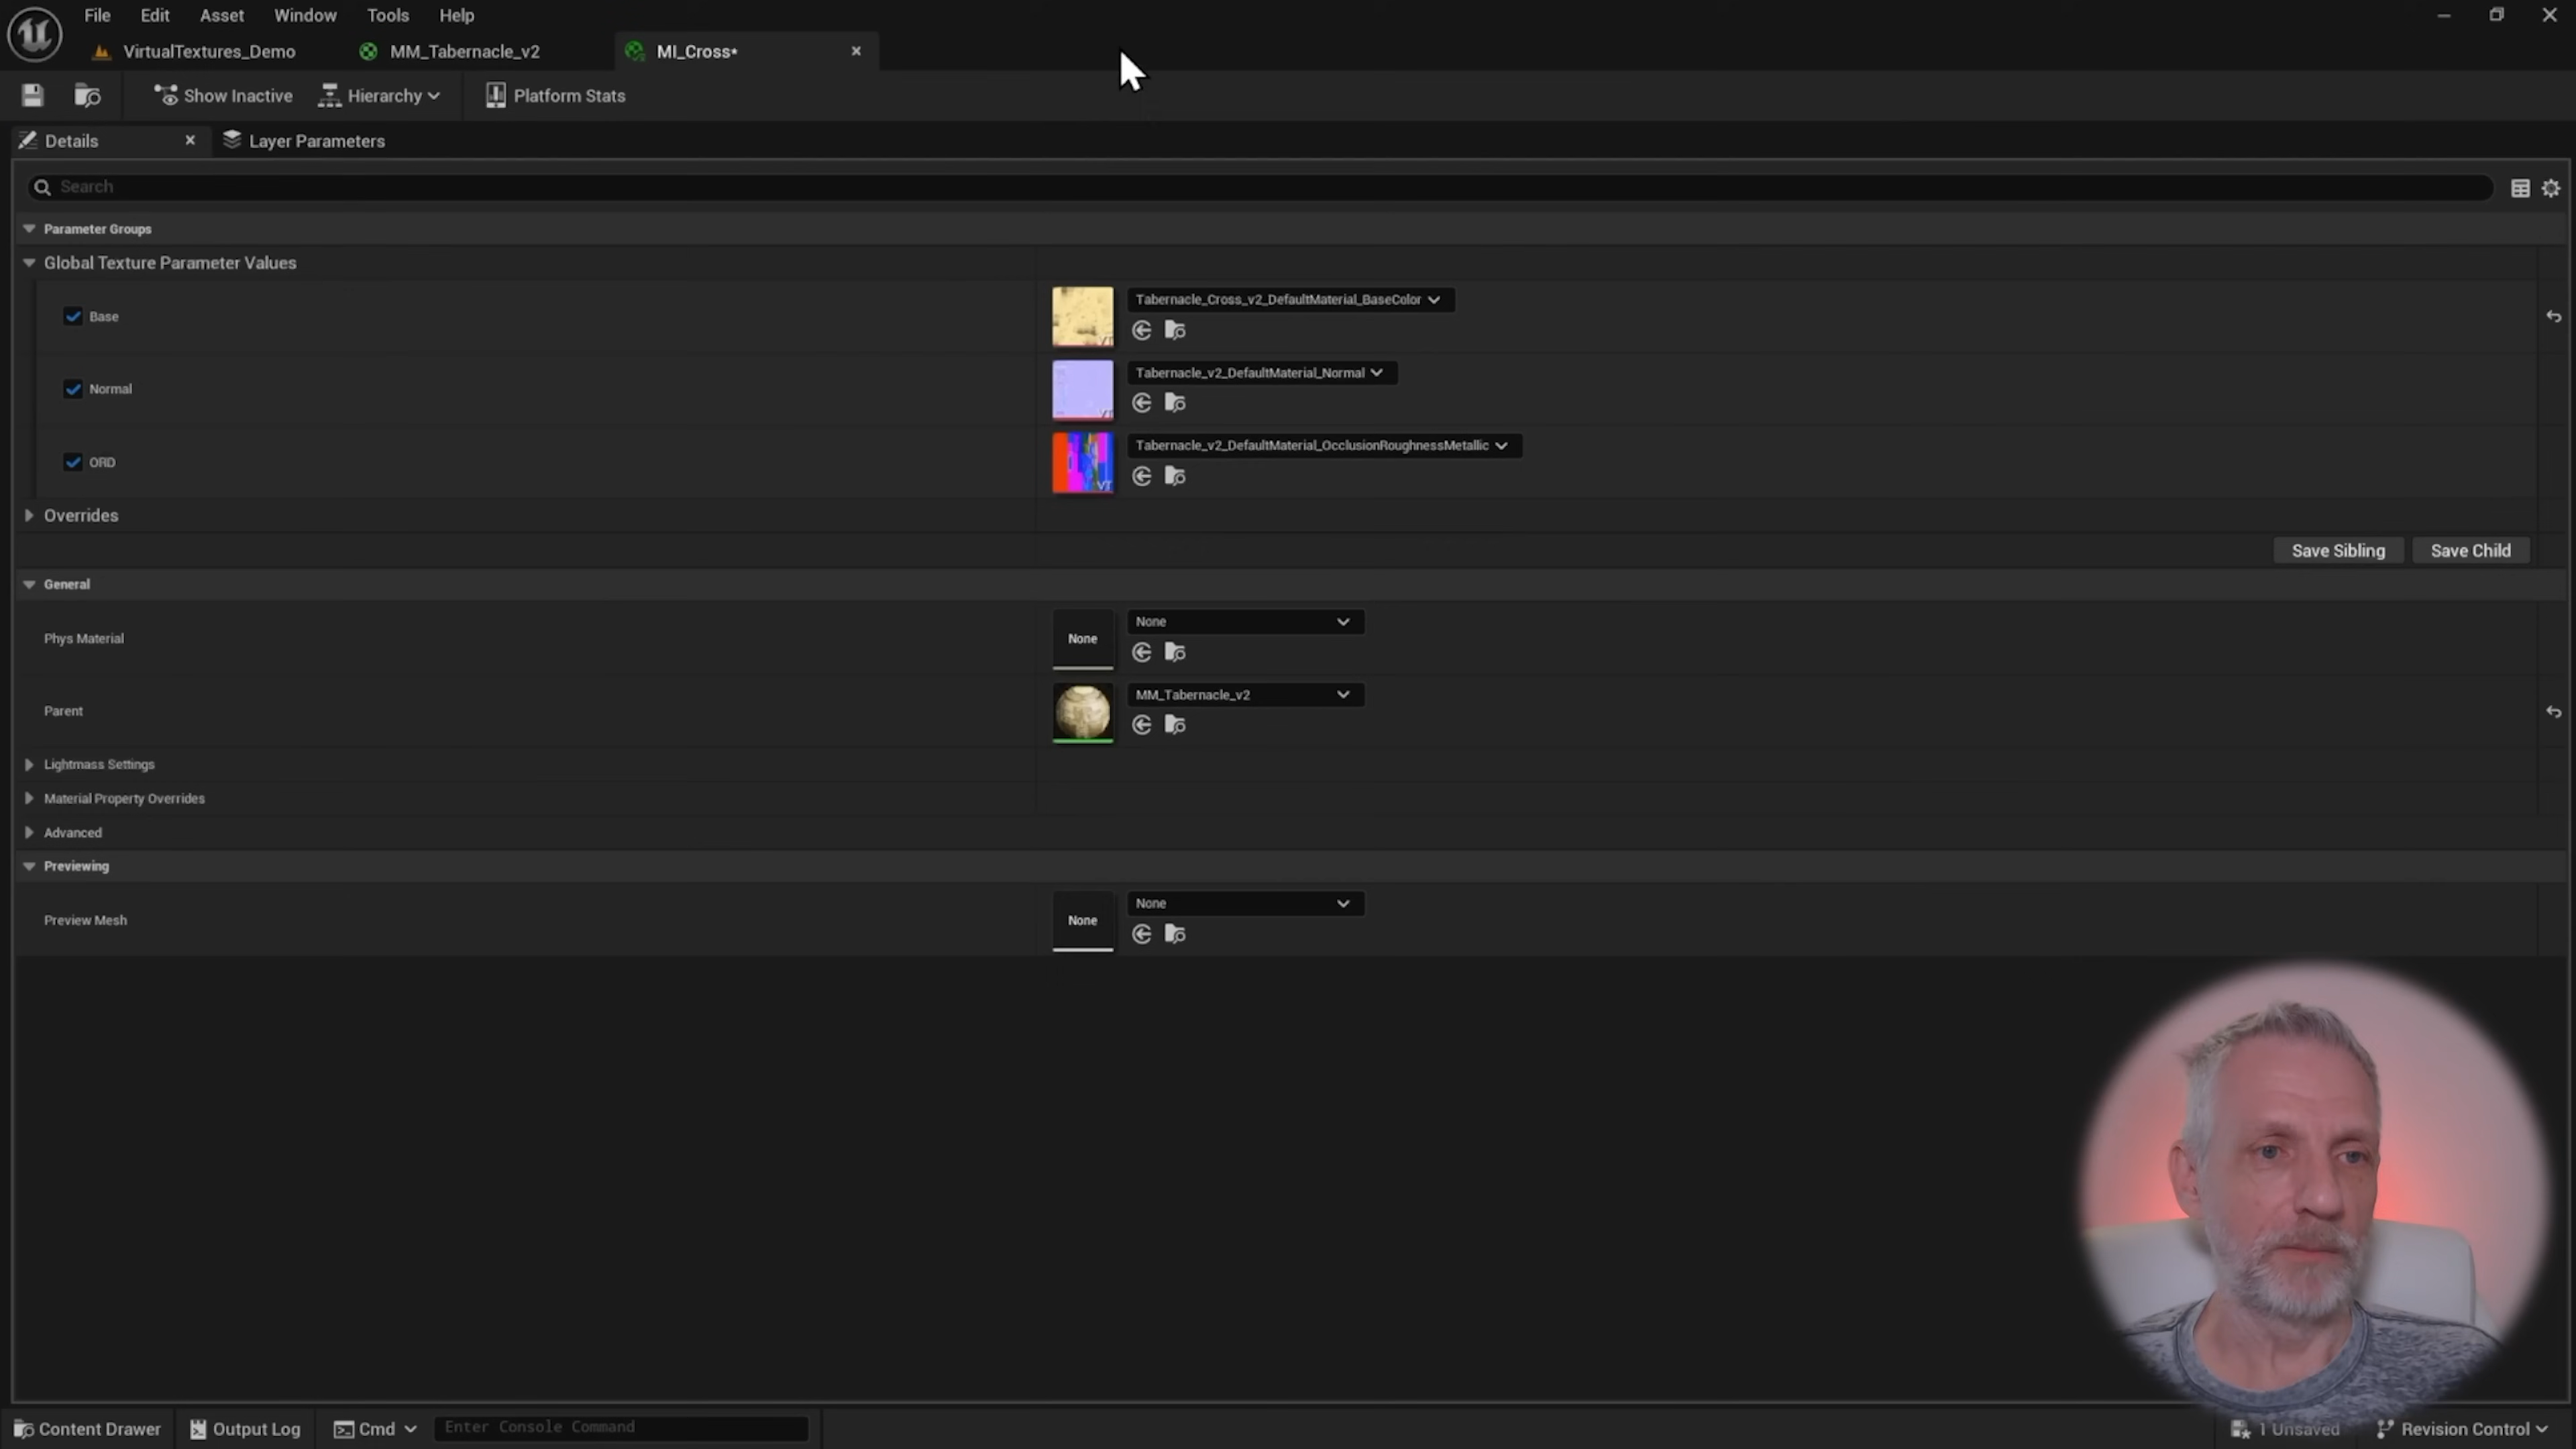 File Edit Asset Window Tools Help
VirtualTextures_Demo MM_Tabernacle_v2 MI_Cross*
Show Inactive Hierarchy Platform Stats
Details Layer Parameters
Search
Parameter Groups
Global Texture Parameter Values
Base Tabernacle_Cross_v2_DefaultMaterial_BaseColor
VT
Normal Tabernacle_v2_DefaultMaterial_Normal
VT
ORD Tabernacle_v2_DefaultMaterial_OcclusionRoughnessMetallic
VT
Overrides
Save Sibling Save Child
General
Phys Material None None
Parent MM_Tabernacle_v2
Lightmass Settings
Material Property Overrides
Advanced
Previewing
Preview Mesh None None
Content Drawer Output Log Cmd Enter Console Command 1 Unsaved Revision Control